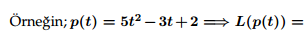 Örneğin; p(t) = 5t² − 3t + 2 ⟹ L(p(t)) =